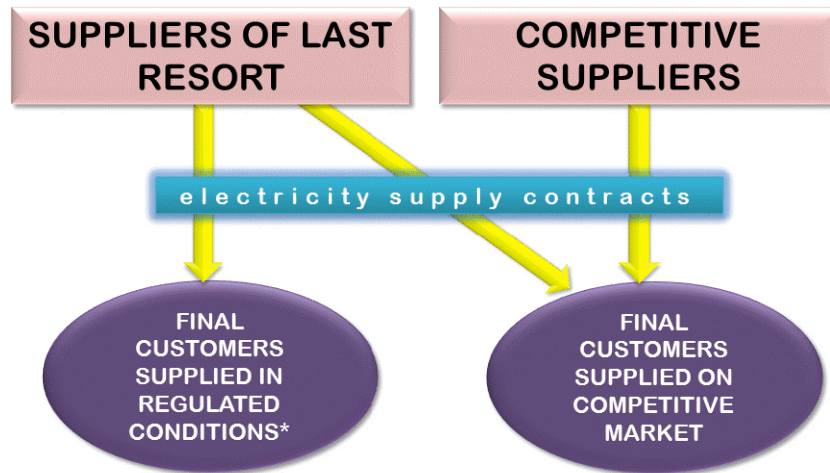 SUPPLIERS OF LAST
RESORT
COMPETITIVE
SUPPLIERS
electricity supply contracts
FINAL
CUSTOMERS
SUPPLIED IN
REGULATED
CONDITIONS*
FINAL
CUSTOMERS
SUPPLIED ON
COMPETITIVE
MARKET